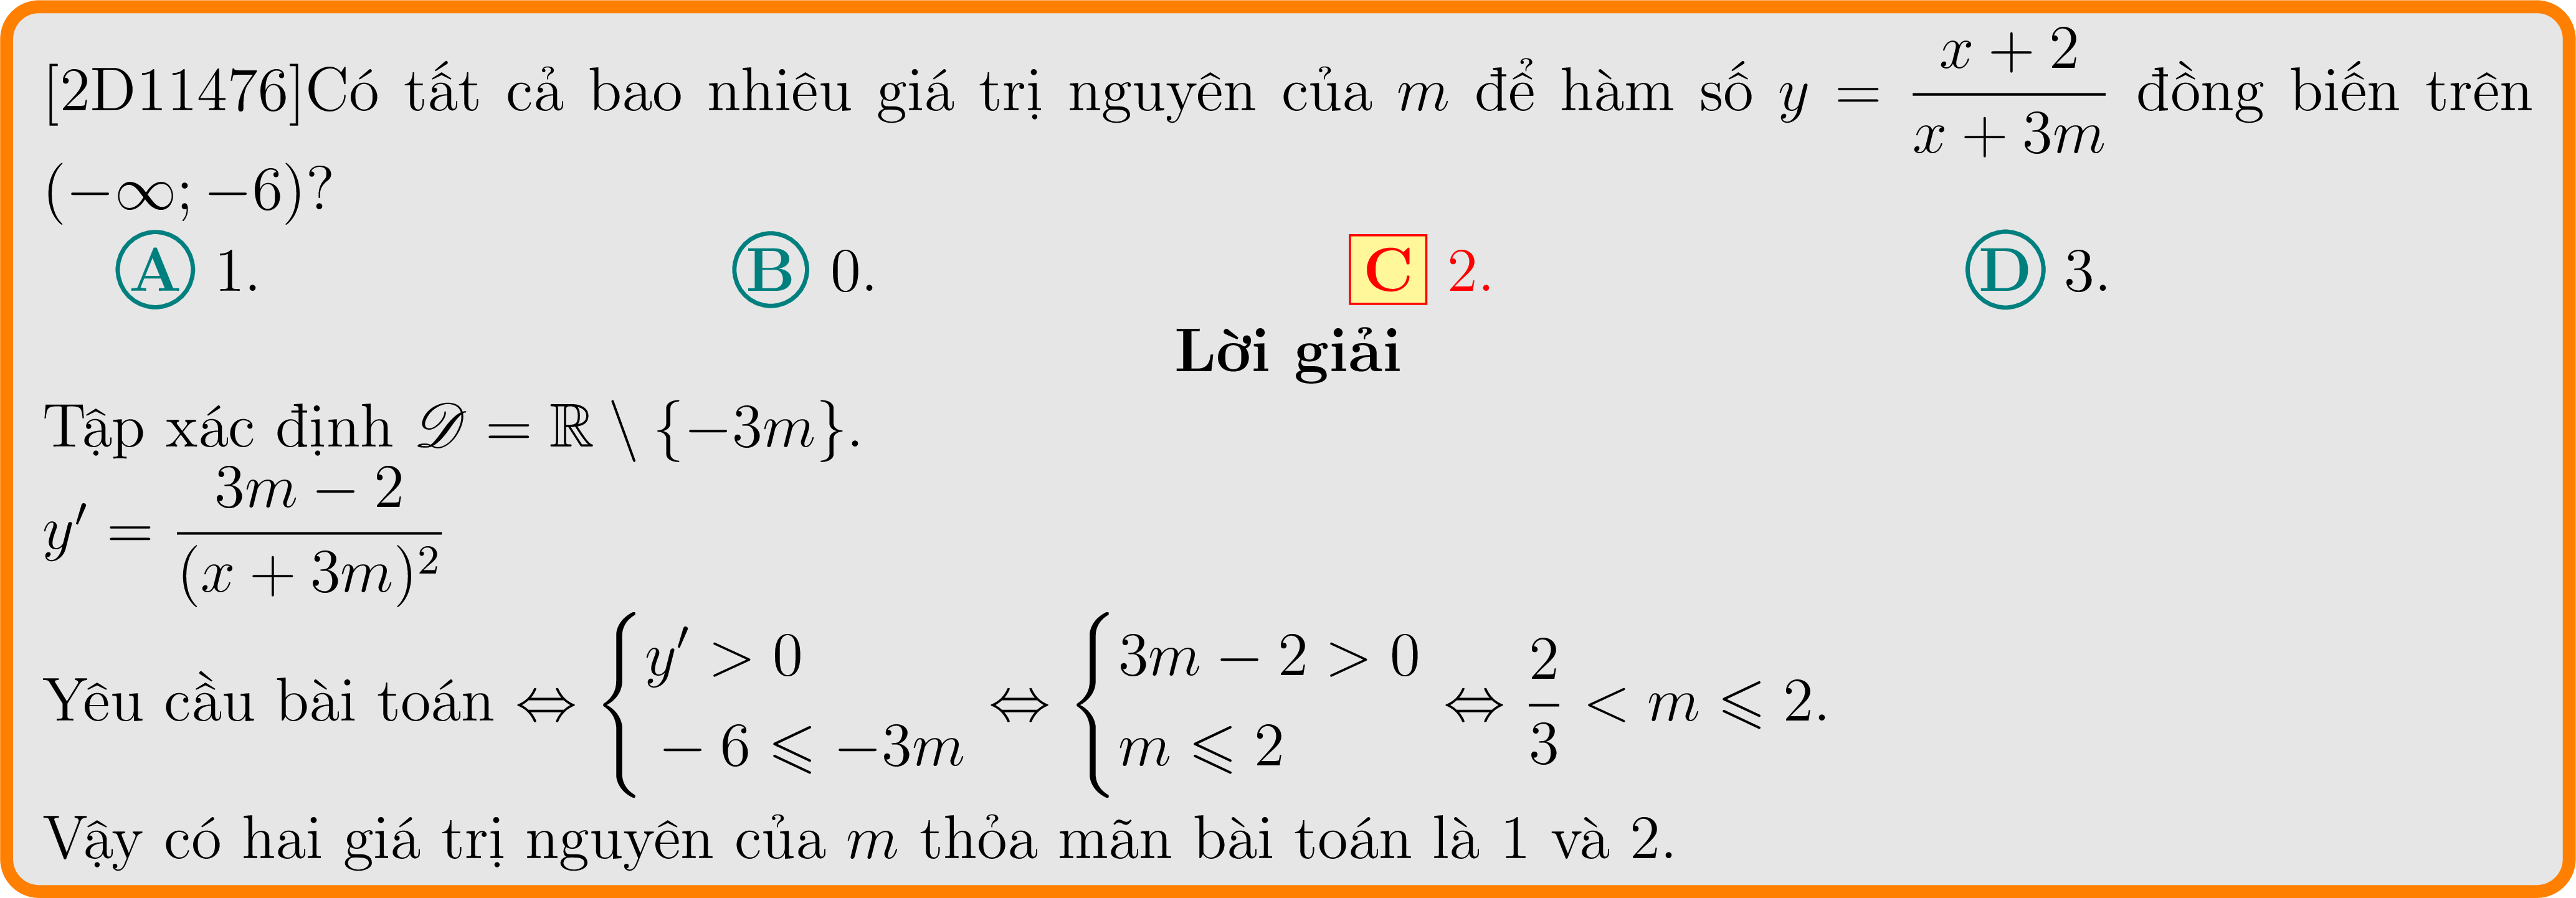 [2D11476]Có tất cả bao nhiêu giá trị nguyên của $m$ để hàm số $y = \dfrac{x+2}{x+3m}$ đồng biến trên
$(-\infty; -6)$?
A 1. B 0. C 2. D 3.
Lời giải
Tập xác định $\mathscr{D} = \mathbb{R} \setminus \{-3m\}$.
$y' = \dfrac{3m-2}{(x+3m)^2}$
Yêu cầu bài toán $\Leftrightarrow \begin{cases} y' > 0 \\ -6 \leqslant -3m \end{cases} \Leftrightarrow \begin{cases} 3m-2 > 0 \\ m \leqslant 2 \end{cases} \Leftrightarrow \dfrac{2}{3} < m \leqslant 2.$
Vậy có hai giá trị nguyên của $m$ thỏa mãn bài toán là 1 và 2.